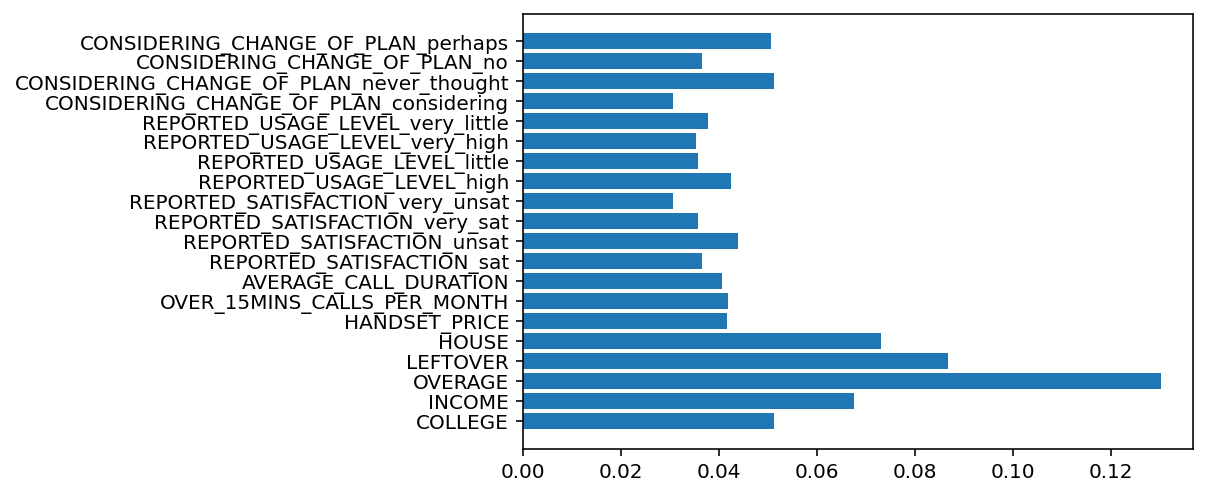 CONSIDERING_CHANGE_OF_PLAN_perhaps
CONSIDERING_CHANGE_OF_PLAN_no
CONSIDERING_CHANGE_OF_PLAN_never_thought
CONSIDERING_CHANGE_OF_PLAN_considering
REPORTED_USAGE_LEVEL_very_little
REPORTED_USAGE_LEVEL_very_high
REPORTED_USAGE_LEVEL_little
REPORTED_USAGE_LEVEL_high
REPORTED_SATISFACTION_very_unsat
REPORTED_SATISFACTION_very_sat
REPORTED_SATISFACTION_unsat
REPORTED_SATISFACTION_sat
AVERAGE_CALL_DURATION
OVER_15MINS_CALLS_PER_MONTH
HANDSET_PRICE
HOUSE
LEFTOVER
OVERAGE
INCOME
COLLEGE
0.00 0.02 0.04 0.06 0.08 0.10 0.12